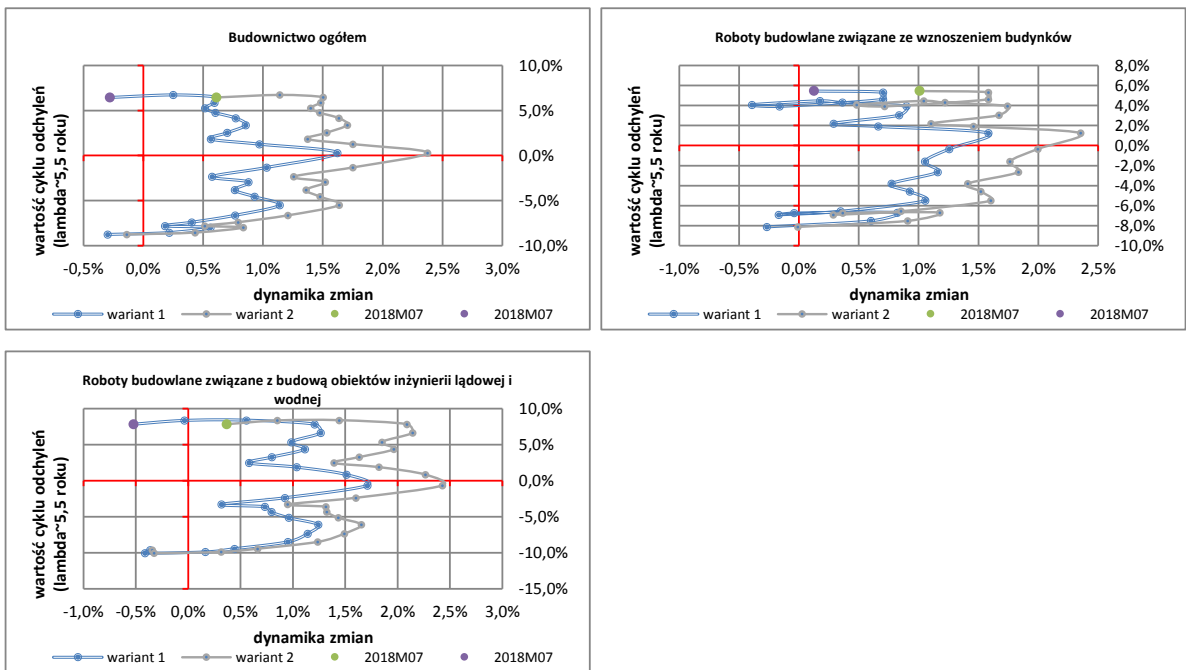 Budownictwo ogółem
wartość cyklu odchyleń
(lambda~5,5 roku)
10,0%
5,0%
0,0%
-5,0%
-10,0%
-0,5% 0,0% 0,5% 1,0% 1,5% 2,0% 2,5% 3,0%
dynamika zmian
wariant 1 wariant 2 2018M07 2018M07
Roboty budowlane związane ze wznoszeniem budynków
wartość cyklu odchyleń
(lambda~5,5 roku)
8,0%
6,0%
4,0%
2,0%
0,0%
-2,0%
-4,0%
-6,0%
-8,0%
-10,0%
-1,0% -0,5% 0,0% 0,5% 1,0% 1,5% 2,0% 2,5%
dynamika zmian
wariant 1 wariant 2 2018M07 2018M07
Roboty budowlane związane z budową obiektów inżynierii lądowej i
wodnej
wartość cyklu odchyleń
(lambda~5,5 roku)
10,0%
5,0%
0,0%
-5,0%
-10,0%
-15,0%
-1,0% -0,5% 0,0% 0,5% 1,0% 1,5% 2,0% 2,5% 3,0%
dynamika zmian
wariant 1 wariant 2 2018M07 2018M07